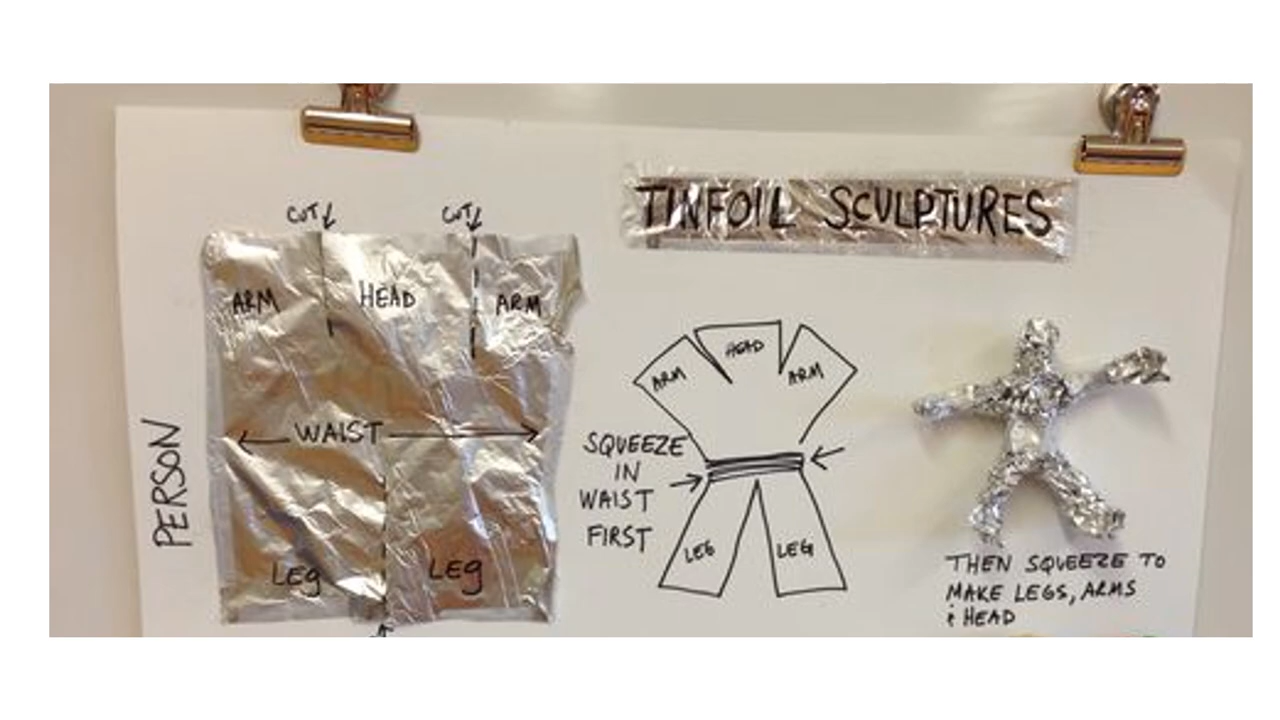 TINFOIL SCULPTURES
PERSON
CUT
CUT
ARM
HEAD
ARM
WAIST
LEg
LEg
HEAD
ARM
ARM
SQUEEZE
IN
WAIST
FIRST
LEG
LEG
THEN SQUEEZE TO
MAKE LEGS, ARMS
& HEAD